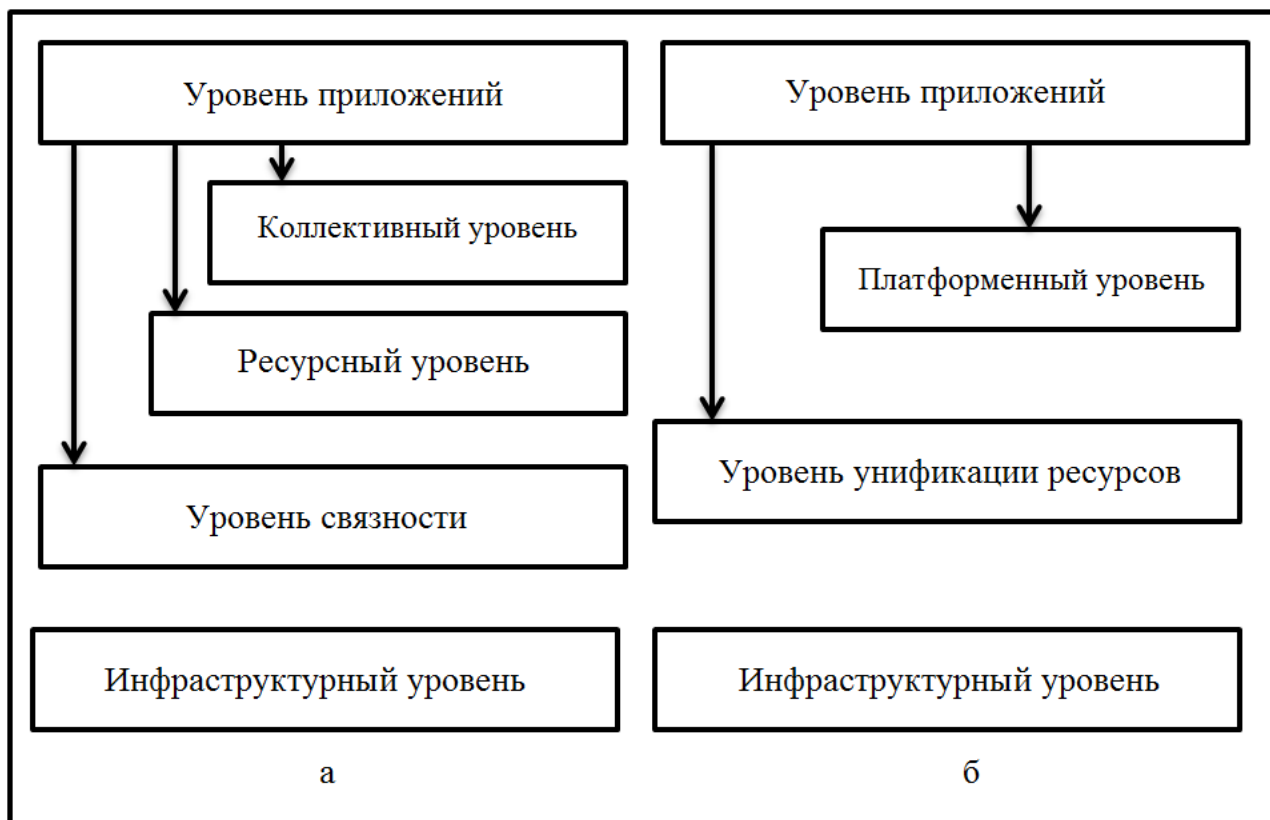 Уровень приложений
Коллективный уровень
Ресурсный уровень
Уровень связности
Инфраструктурный уровень
а
Уровень приложений
Платформенный уровень
Уровень унификации ресурсов
Инфраструктурный уровень
б